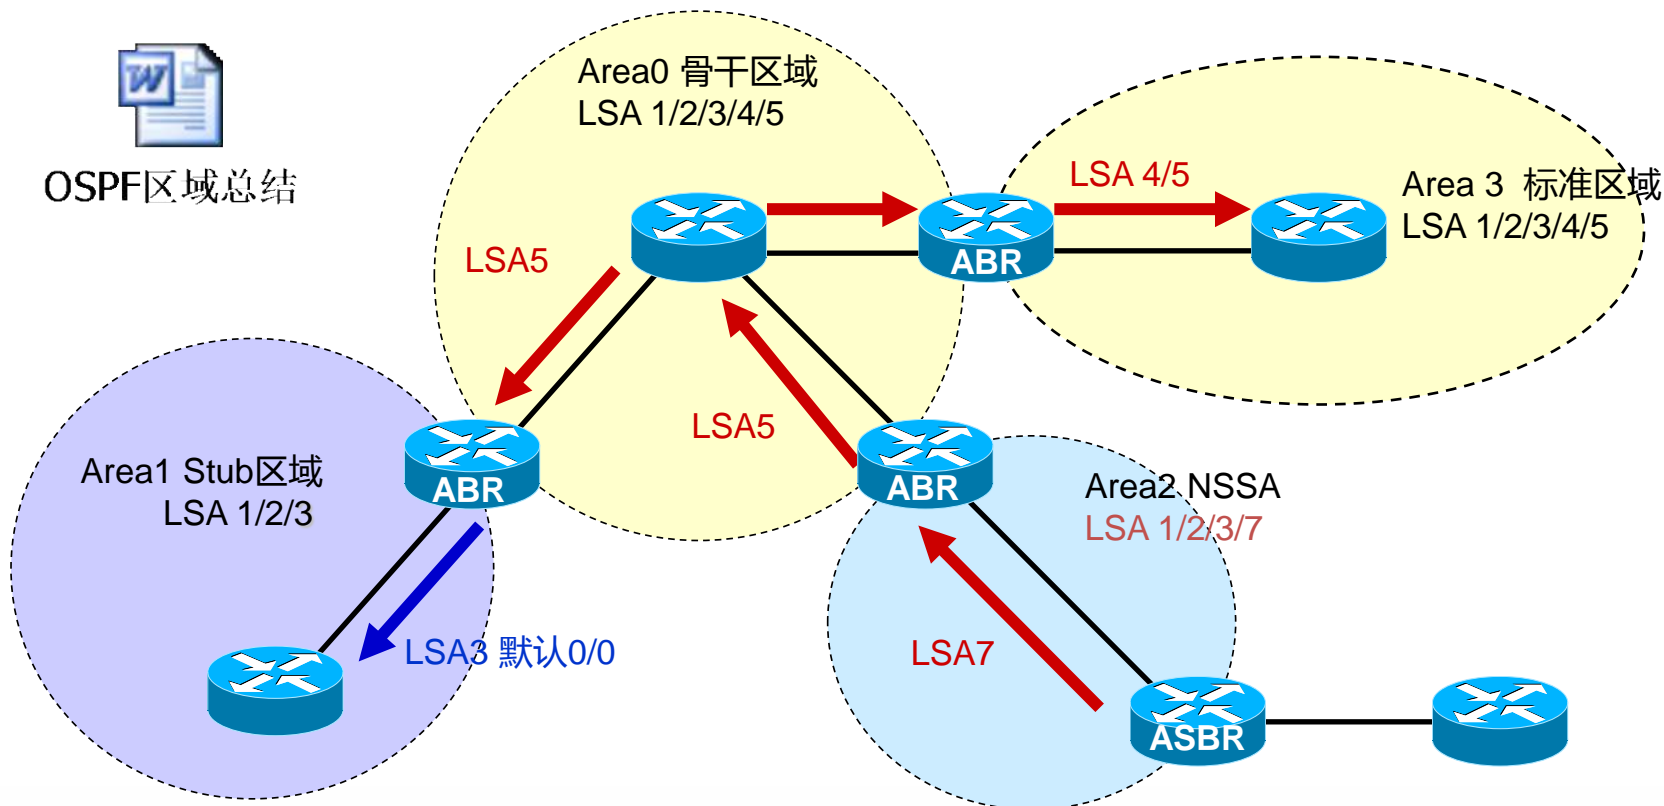 OSPF区域总结
Area0 骨干区域
LSA 1/2/3/4/5
LSA 4/5
Area 3 标准区域
LSA 1/2/3/4/5
ABR
LSA5
LSA5
Area1 Stub区域
LSA 1/2/3
ABR
ABR
Area2 NSSA
LSA 1/2/3/7
LSA3 默认0/0
LSA7
ASBR